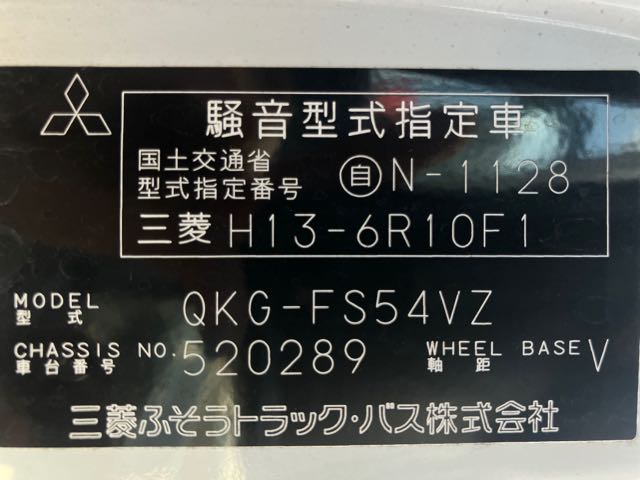 騒音型式指定車
国土交通省
型式指定番号 自N-1128
三菱 H13-6R10F1
MODEL QKG-FS54VZ
型式
CHASSIS NO. 520289 WHEEL BASE V
車台番号 軸距
三菱ふそうトラック・バス株式会社